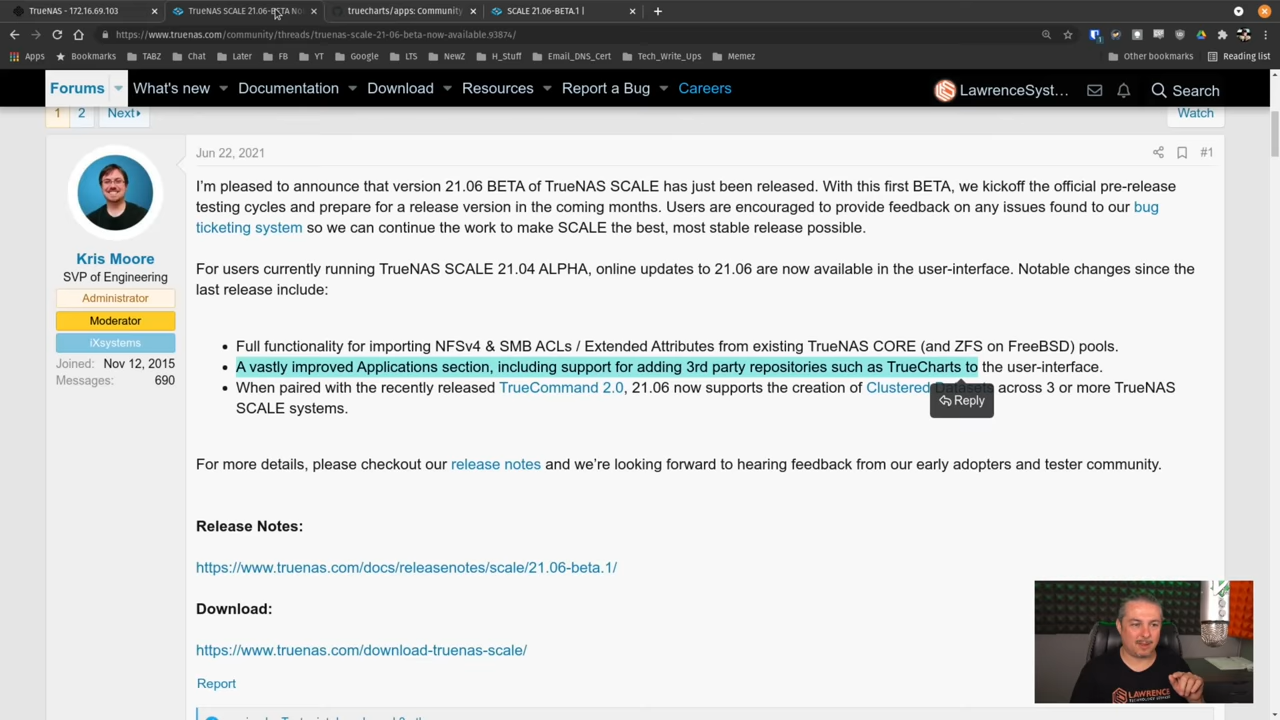 TrueNAS - 172.16.69.103
TrueNAS SCALE 21.06-BETA No
truecharts/apps: Community
SCALE 21.06-BETA.1 |
https://www.truenas.com/community/threads/truenas-scale-21-06-beta-now-available.93874/
Apps
Bookmarks
TABZ
Chat
Later
FB
YT
Google
LTS
NewZ
H_Stuff
Email_DNS_Cert
Tech_Write_Ups
Memez
Other bookmarks
Reading list
Forums
What's new
Documentation
Download
Resources
Report a Bug
Careers
LawrenceSyst...
Search
1
2
Next
Watch
Jun 22, 2021
#1
I'm pleased to announce that version 21.06 BETA of TrueNAS SCALE has just been released. With this first BETA, we kickoff the official pre-release
testing cycles and prepare for a release version in the coming months. Users are encouraged to provide feedback on any issues found to our bug
ticketing system so we can continue the work to make SCALE the best, most stable release possible.
Kris Moore
SVP of Engineering
Administrator
Moderator
iXsystems
Joined: Nov 12, 2015
Messages: 690
For users currently running TrueNAS SCALE 21.04 ALPHA, online updates to 21.06 are now available in the user-interface. Notable changes since the
last release include:
• Full functionality for importing NFSv4 & SMB ACLs / Extended Attributes from existing TrueNAS CORE (and ZFS on FreeBSD) pools.
• A vastly improved Applications section, including support for adding 3rd party repositories such as TrueCharts to the user-interface.
• When paired with the recently released TrueCommand 2.0, 21.06 now supports the creation of Clustered Datasets across 3 or more TrueNAS
SCALE systems.
Reply
For more details, please checkout our release notes and we're looking forward to hearing feedback from our early adopters and tester community.
Release Notes:
https://www.truenas.com/docs/releasenotes/scale/21.06-beta.1/
Download:
https://www.truenas.com/download-truenas-scale/
Report
LAWRENCE